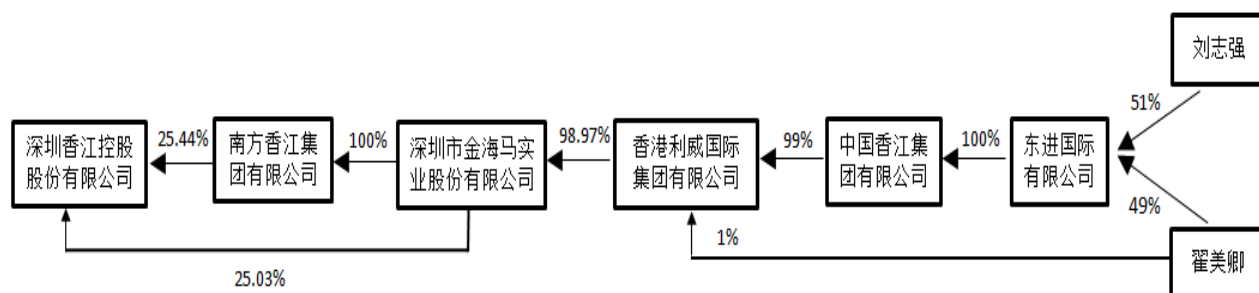 刘志强
51%
深圳香江控股
股份有限公司
25.44%
南方香江集
团有限公司
100%
深圳市金海马实
业股份有限公司
98.97%
香港利威国际
集团有限公司
99%
中国香江集
团有限公司
100%
东进国际
有限公司
49%
1%
翟美卿
25.03%